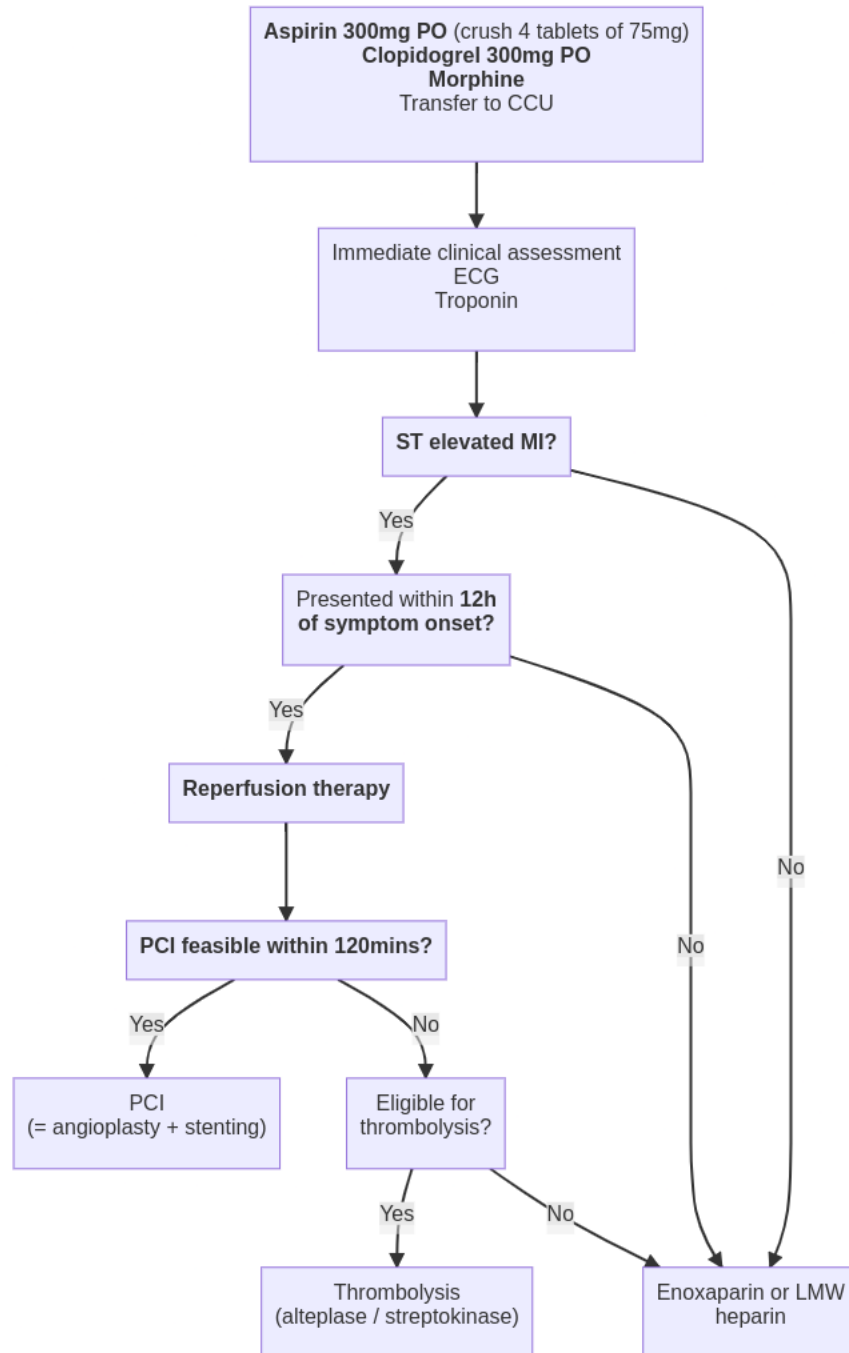 Aspirin 300mg PO (crush 4 tablets of 75mg)
Clopidogrel 300mg PO
Morphine
Transfer to CCU
Immediate clinical assessment
ECG
Troponin
ST elevated MI?
Yes
Presented within 12h
of symptom onset?
Yes
Reperfusion therapy
No
PCI feasible within 120mins?
No
Yes
No
PCI
(= angioplasty + stenting)
Eligible for
thrombolysis?
Yes
No
Thrombolysis
(alteplase / streptokinase)
Enoxaparin or LMW
heparin